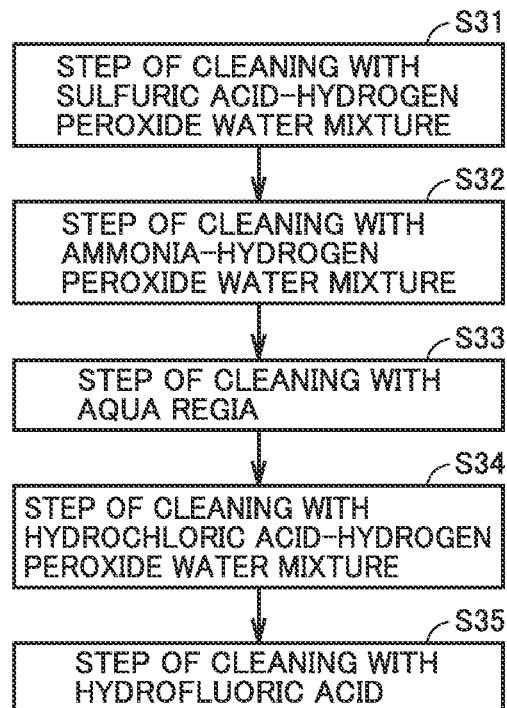 S31
STEP OF CLEANING WITH
SULFURIC ACID-HYDROGEN
PEROXIDE WATER MIXTURE
S32
STEP OF CLEANING WITH
AMMONIA-HYDROGEN
PEROXIDE WATER MIXTURE
S33
STEP OF CLEANING WITH
AQUA REGIA
S34
STEP OF CLEANING WITH
HYDROCHLORIC ACID-HYDROGEN
PEROXIDE WATER MIXTURE
S35
STEP OF CLEANING WITH
HYDROFLUORIC ACID